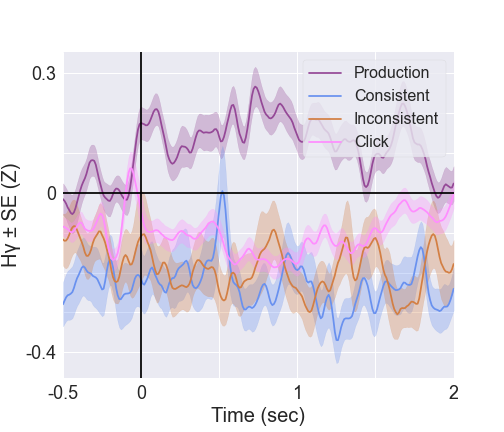 Hγ ± SE (Z)
0.3
0
-0.4
Production
Consistent
Inconsistent
Click
-0.5
0
1
2
Time (sec)